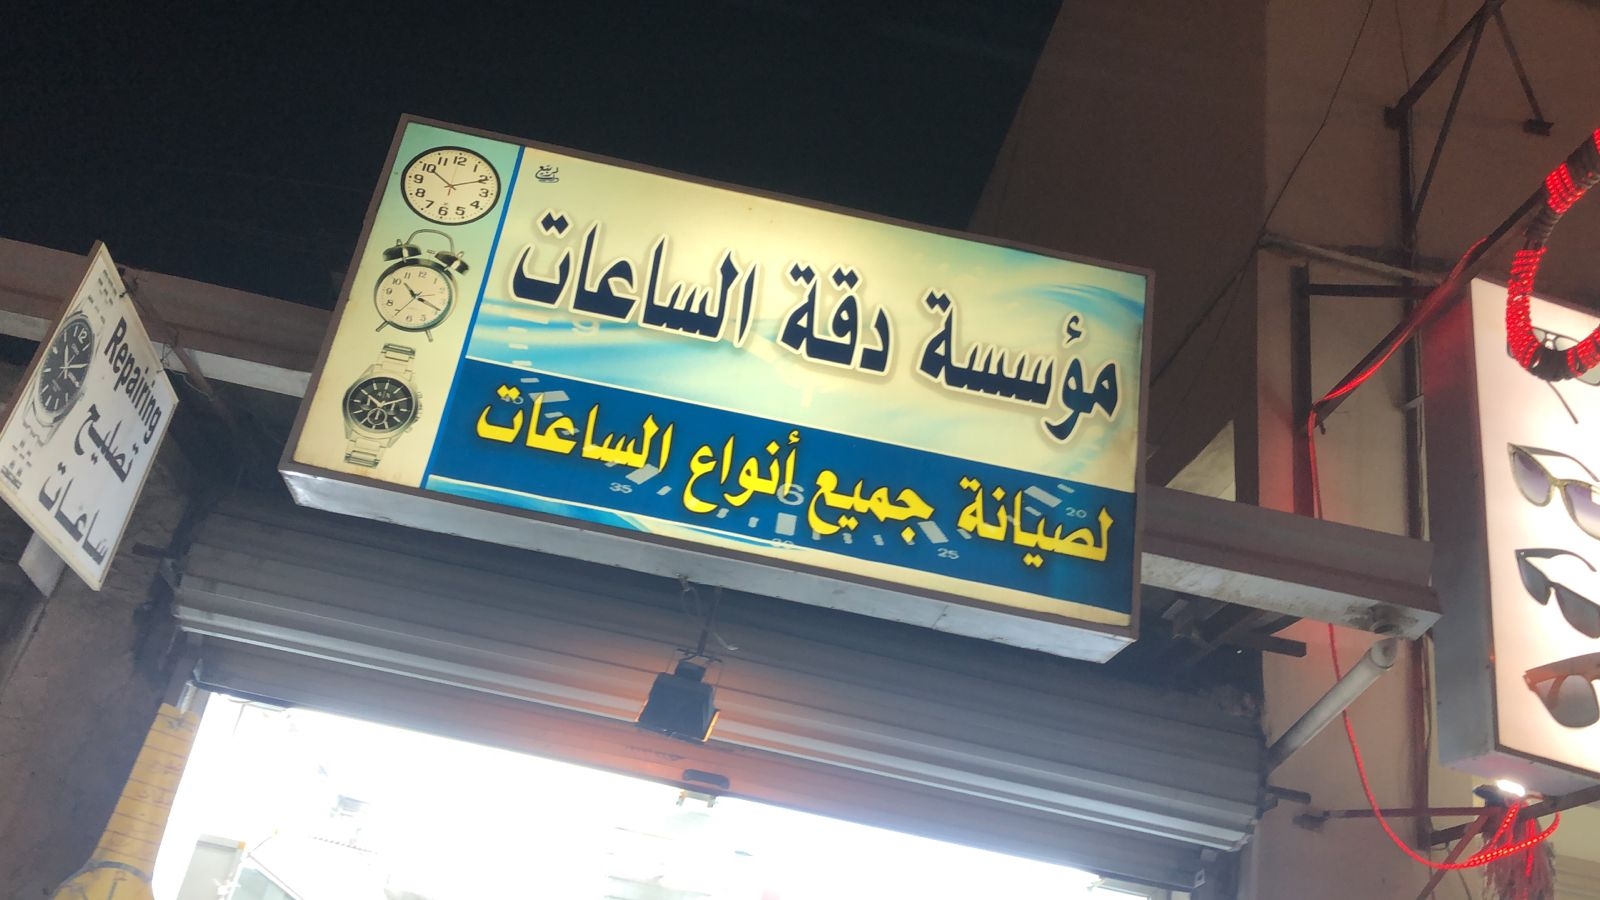 مؤسسة دقة الساعات
لصيانة جميع أنواع الساعات
Repairing
تصليح
ساعات